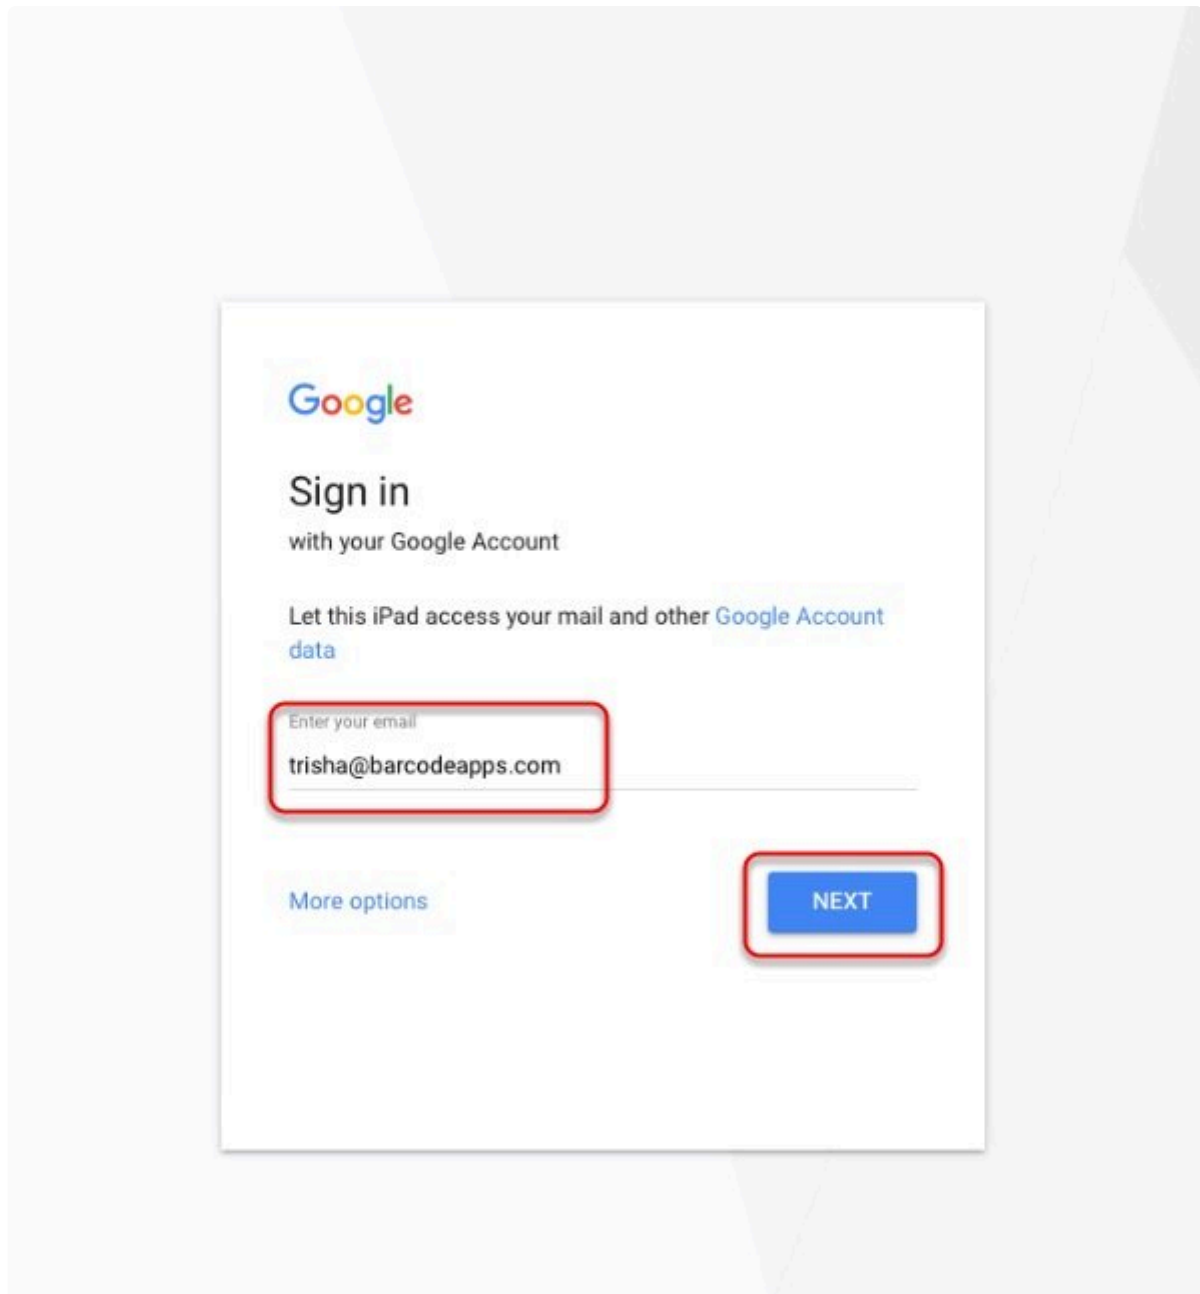 Google
Sign in
with your Google Account
Let this iPad access your mail and other Google Account
data
Enter your email
trisha@barcodeapps.com
More options
NEXT